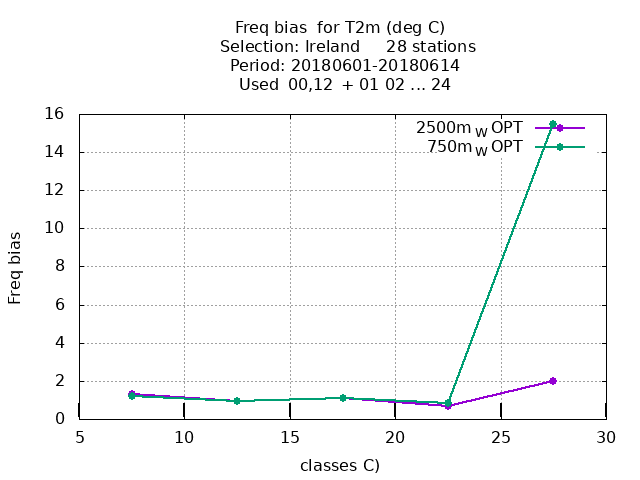 Freq bias for T2m (deg C)
Selection: Ireland 28 stations
Period: 20180601-20180614
Used 00,12 + 01 02 ... 24
2500m W OPT
750m W OPT
16
14
12
10
8
6
4
2
0
Freq bias
5 10 15 20 25 30
classes C)